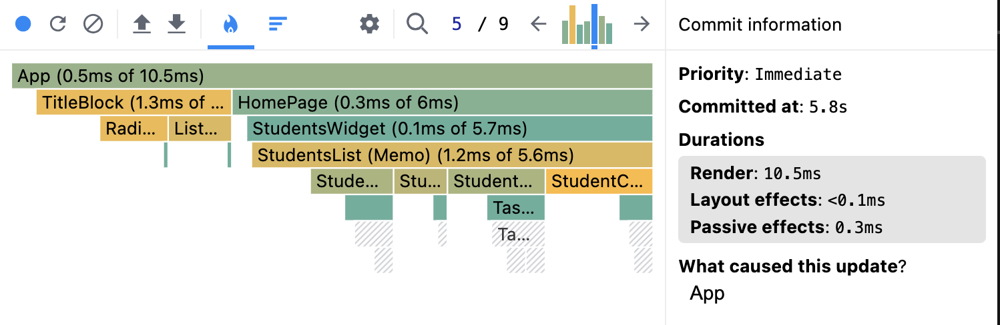 5 / 9
Commit information
App (0.5ms of 10.5ms)
TitleBlock (1.3ms of ...
HomePage (0.3ms of 6ms)
Radi...
List...
StudentsWidget (0.1ms of 5.7ms)
StudentsList (Memo) (1.2ms of 5.6ms)
Stude...
Stu...
Student...
StudentC...
Tas...
Ta...
Priority: Immediate
Committed at: 5.8s
Durations
Render: 10.5ms
Layout effects: <0.1ms
Passive effects: 0.3ms
What caused this update?
App